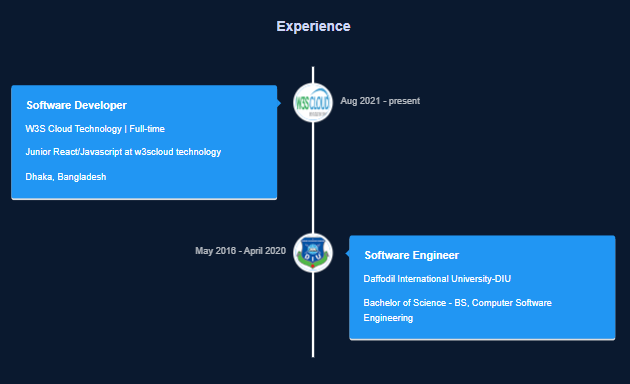 Experience
Software Developer
W3S Cloud Technology | Full-time
Junior React/Javascript at w3scloud technology
Dhaka, Bangladesh
W3SCLOUD
Aug 2021 - present
May 2016 - April 2020
DIU
Software Engineer
Daffodil International University-DIU
Bachelor of Science - BS, Computer Software
Engineering